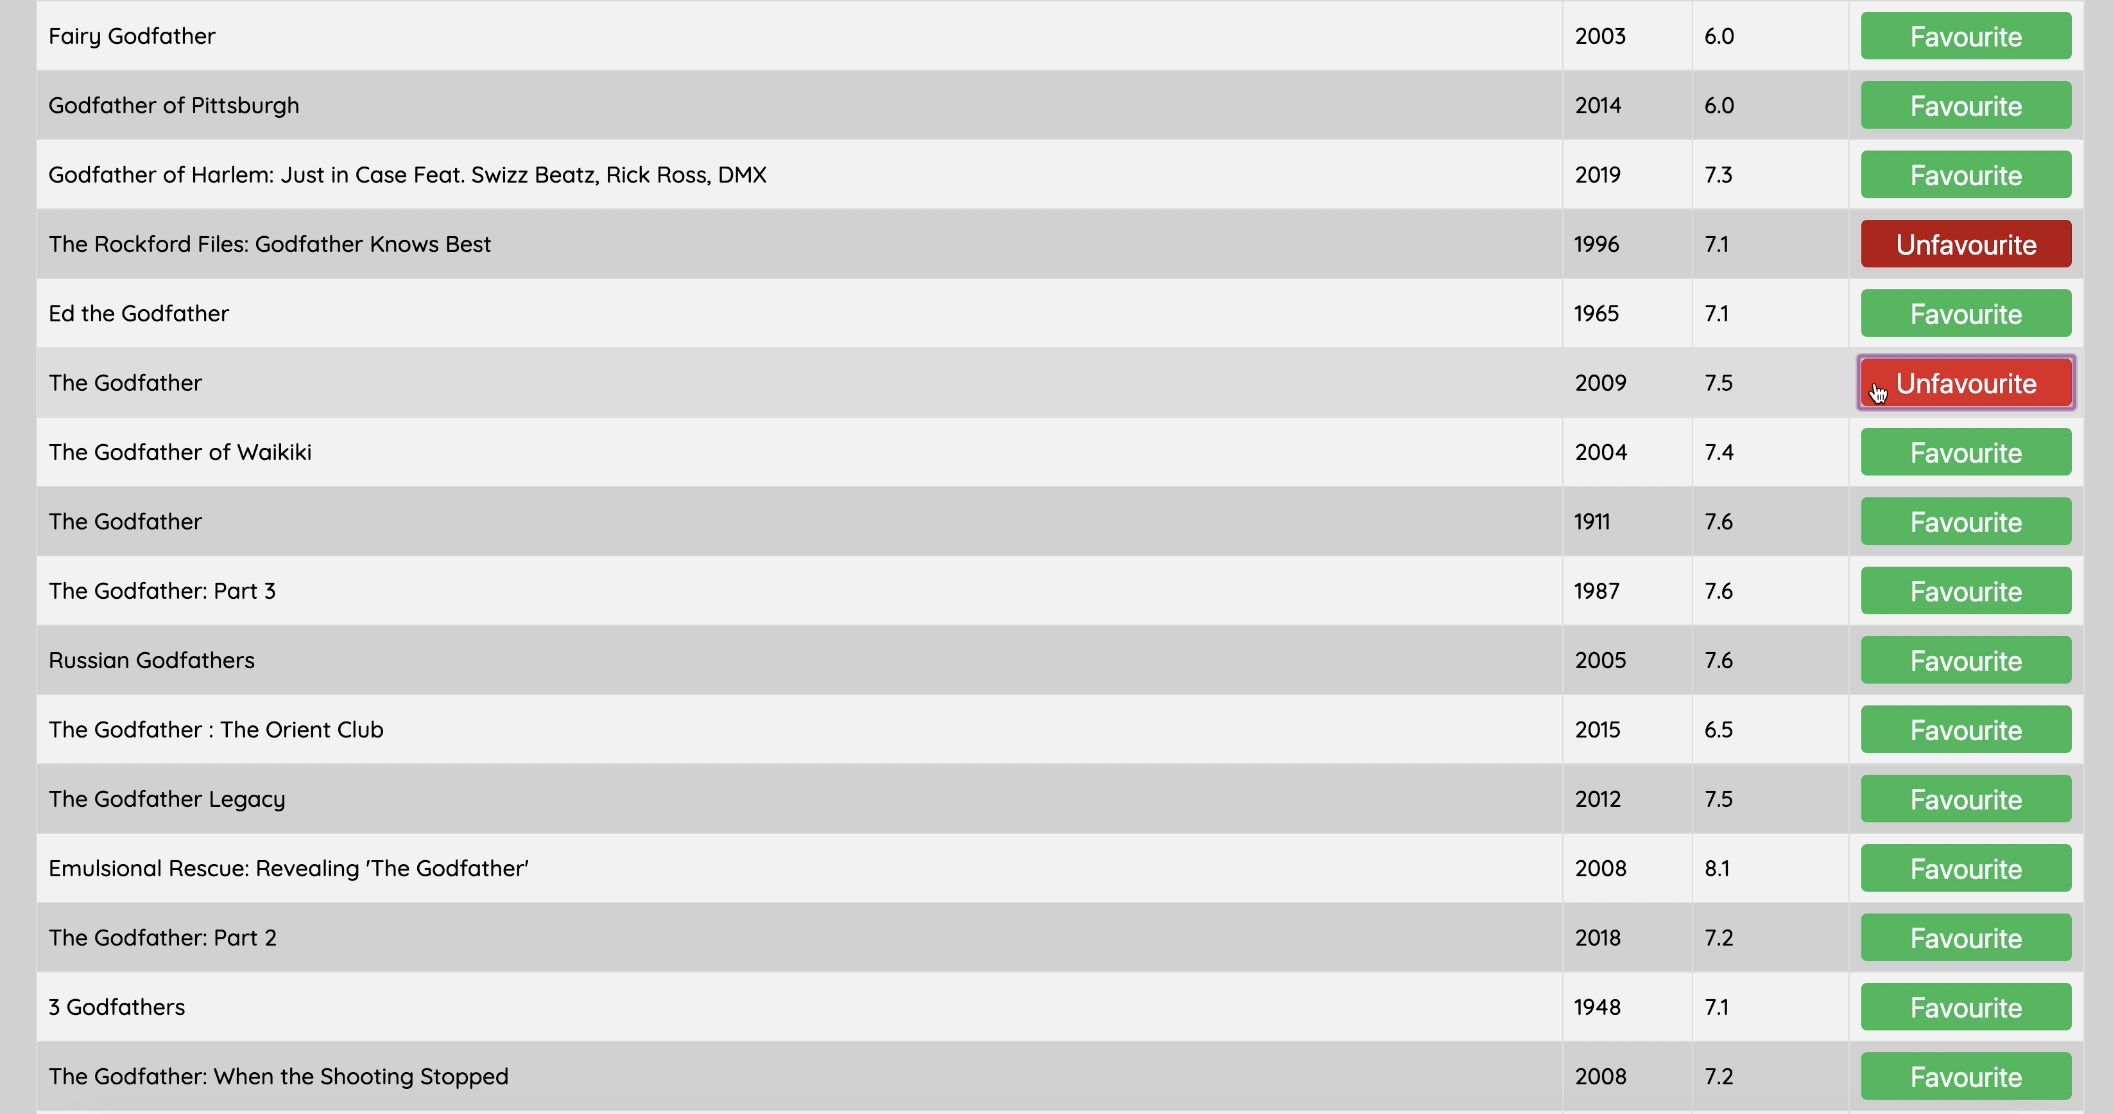 Fairy Godfather 2003 6.0 Favourite
Godfather of Pittsburgh 2014 6.0 Favourite
Godfather of Harlem: Just in Case Feat. Swizz Beatz, Rick Ross, DMX 2019 7.3 Favourite
The Rockford Files: Godfather Knows Best 1996 7.1 Unfavourite
Ed the Godfather 1965 7.1 Favourite
The Godfather 2009 7.5 Unfavourite
The Godfather of Waikiki 2004 7.4 Favourite
The Godfather 1911 7.6 Favourite
The Godfather: Part 3 1987 7.6 Favourite
Russian Godfathers 2005 7.6 Favourite
The Godfather : The Orient Club 2015 6.5 Favourite
The Godfather Legacy 2012 7.5 Favourite
Emulsional Rescue: Revealing 'The Godfather' 2008 8.1 Favourite
The Godfather: Part 2 2018 7.2 Favourite
3 Godfathers 1948 7.1 Favourite
The Godfather: When the Shooting Stopped 2008 7.2 Favourite